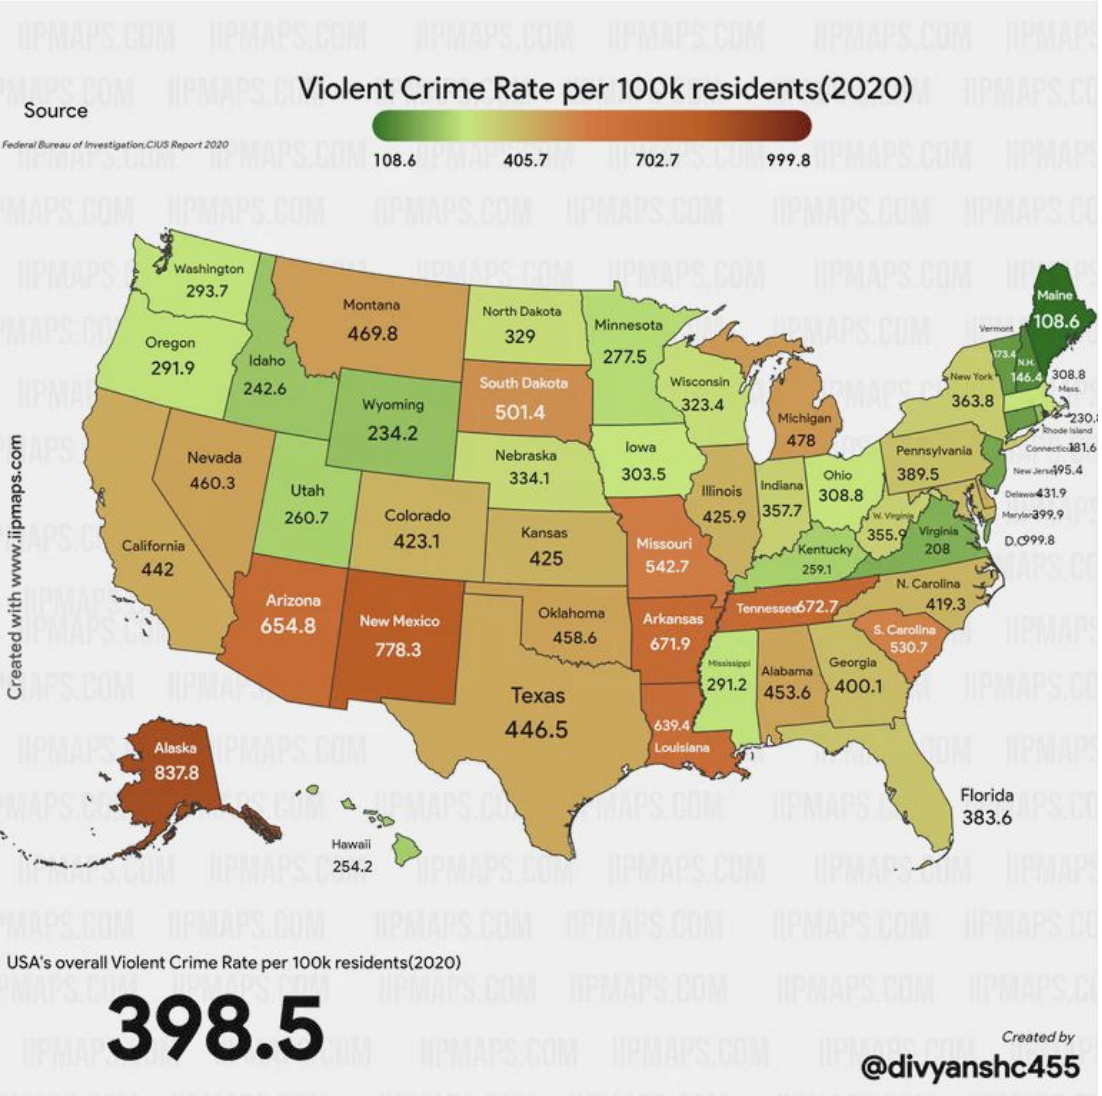 Violent Crime Rate per 100k residents(2020)
Source
Federal Bureau of Investigation,CIUS Report 2020
108.6 405.7 702.7 999.8
Washington
293.7
Oregon
291.9
Idaho
242.6
Montana
469.8
North Dakota
329
Minnesota
277.5
South Dakota
501.4
Wyoming
234.2
Wisconsin
323.4
Michigan
478
Maine
108.6
Vermont
173.4
N.H.
146.4
308.8
Mass.
New York
363.8
230.8
Rhode Island
Connecticut 181.6
New Jersey 195.4
Delaware 431.9
Maryland 399.9
D.C 999.8
Pennsylvania
389.5
Nevada
460.3
Utah
260.7
Colorado
423.1
Nebraska
334.1
Iowa
303.5
Illinois
425.9
Indiana
357.7
Ohio
308.8
W. Virginia
355.9
Virginia
208
Kentucky
259.1
California
442
Kansas
425
Missouri
542.7
N. Carolina
419.3
Tennessee 672.7
S. Carolina
530.7
Arizona
654.8
New Mexico
778.3
Oklahoma
458.6
Arkansas
671.9
Mississippi
291.2
Alabama
453.6
Georgia
400.1
Texas
446.5
639.4
Louisiana
Florida
383.6
Alaska
837.8
Hawaii
254.2
Created with www.iipmaps.com
USA's overall Violent Crime Rate per 100k residents(2020)
398.5
Created by
@divyanshc455
IIPMAPS.COM